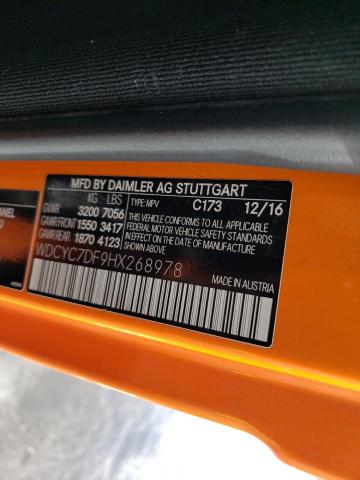 MFD BY DAIMLER AG STUTTGART
KG LBS
GVWR 3200 7056
GAWR FRONT 1550 3417
GAWR REAR 1870 4123
TYPE: MPV C173 12/16
THIS VEHICLE CONFORMS TO ALL APPLICABLE
FEDERAL MOTOR VEHICLE SAFETY STANDARDS
IN EFFECT ON THE DATE OF MANUFACTURE
SHOWN ABOVE.
WDCYC7DF9HX268978
MADE IN AUSTRIA
ANEL